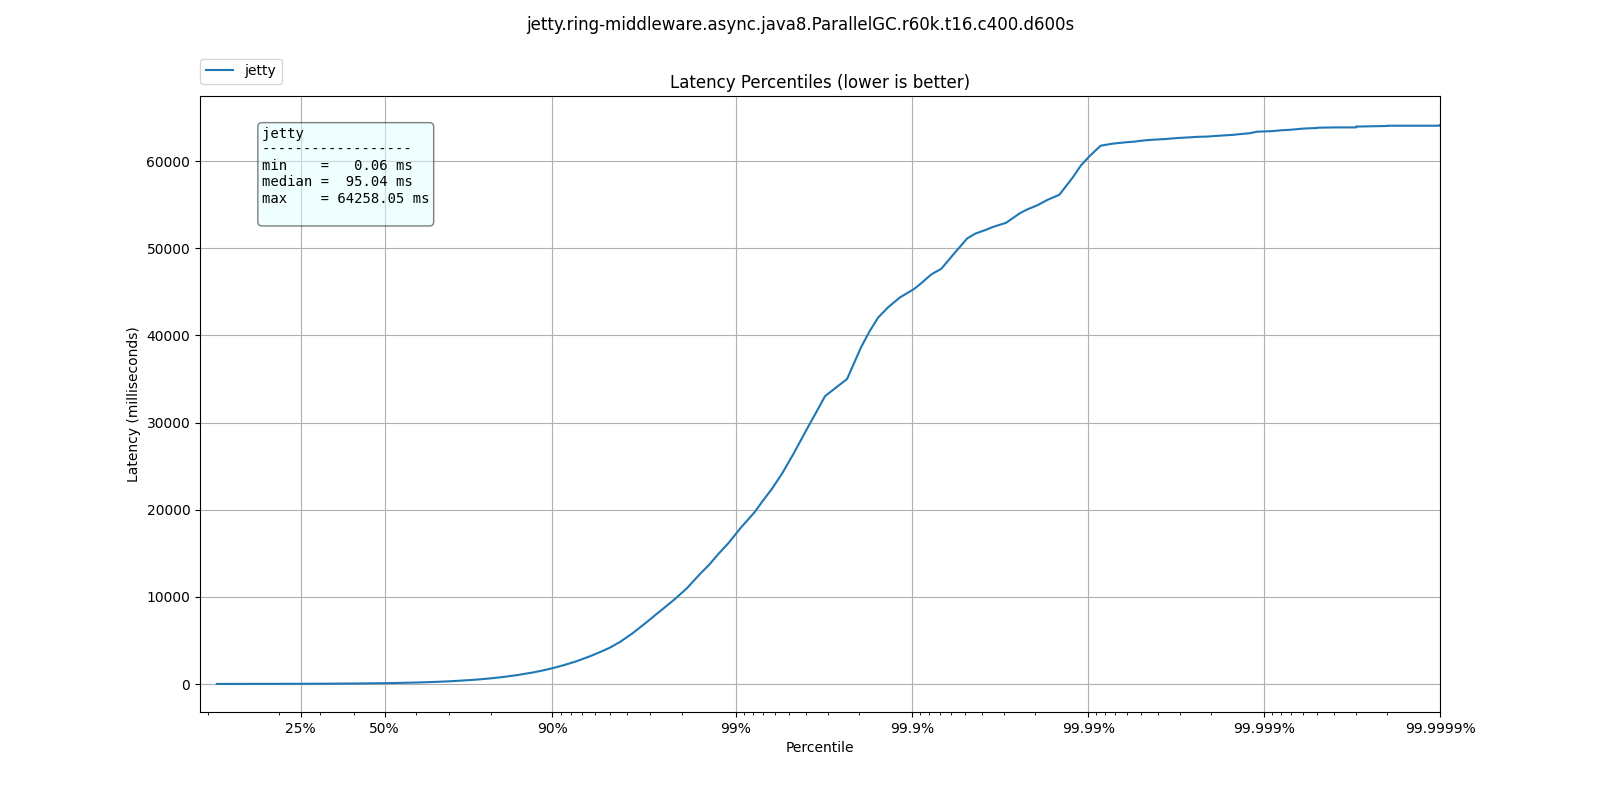 jetty.ring-middleware.async.java8.ParallelGC.r60k.t16.c400.d600s
jetty
Latency Percentiles (lower is better)
jetty
------------------
min    =   0.06 ms
median =  95.04 ms
max    = 64258.05 ms
60000
50000
40000
30000
20000
10000
0
Latency (milliseconds)
25% 50% 90% 99% 99.9% 99.99% 99.999% 99.9999%
Percentile